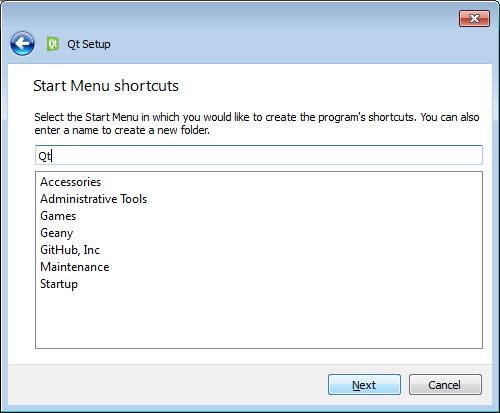 Qt Qt Setup
Start Menu shortcuts
Select the Start Menu in which you would like to create the program's shortcuts. You can also
enter a name to create a new folder.
Qt
Accessories
Administrative Tools
Games
Geany
GitHub, Inc
Maintenance
Startup
Next Cancel